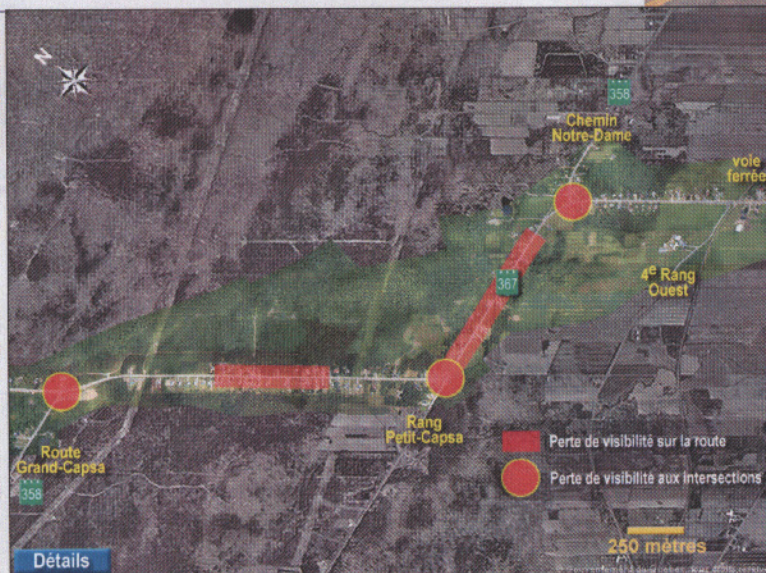 N
358
Chemin
Notre-Dame
voie
ferrée
367
4e Rang
Ouest
Rang
Petit-Capsa
Route
Grand-Capsa
358
Perte de visibilité sur la route
Perte de visibilité aux intersections
250 mètres
Détails